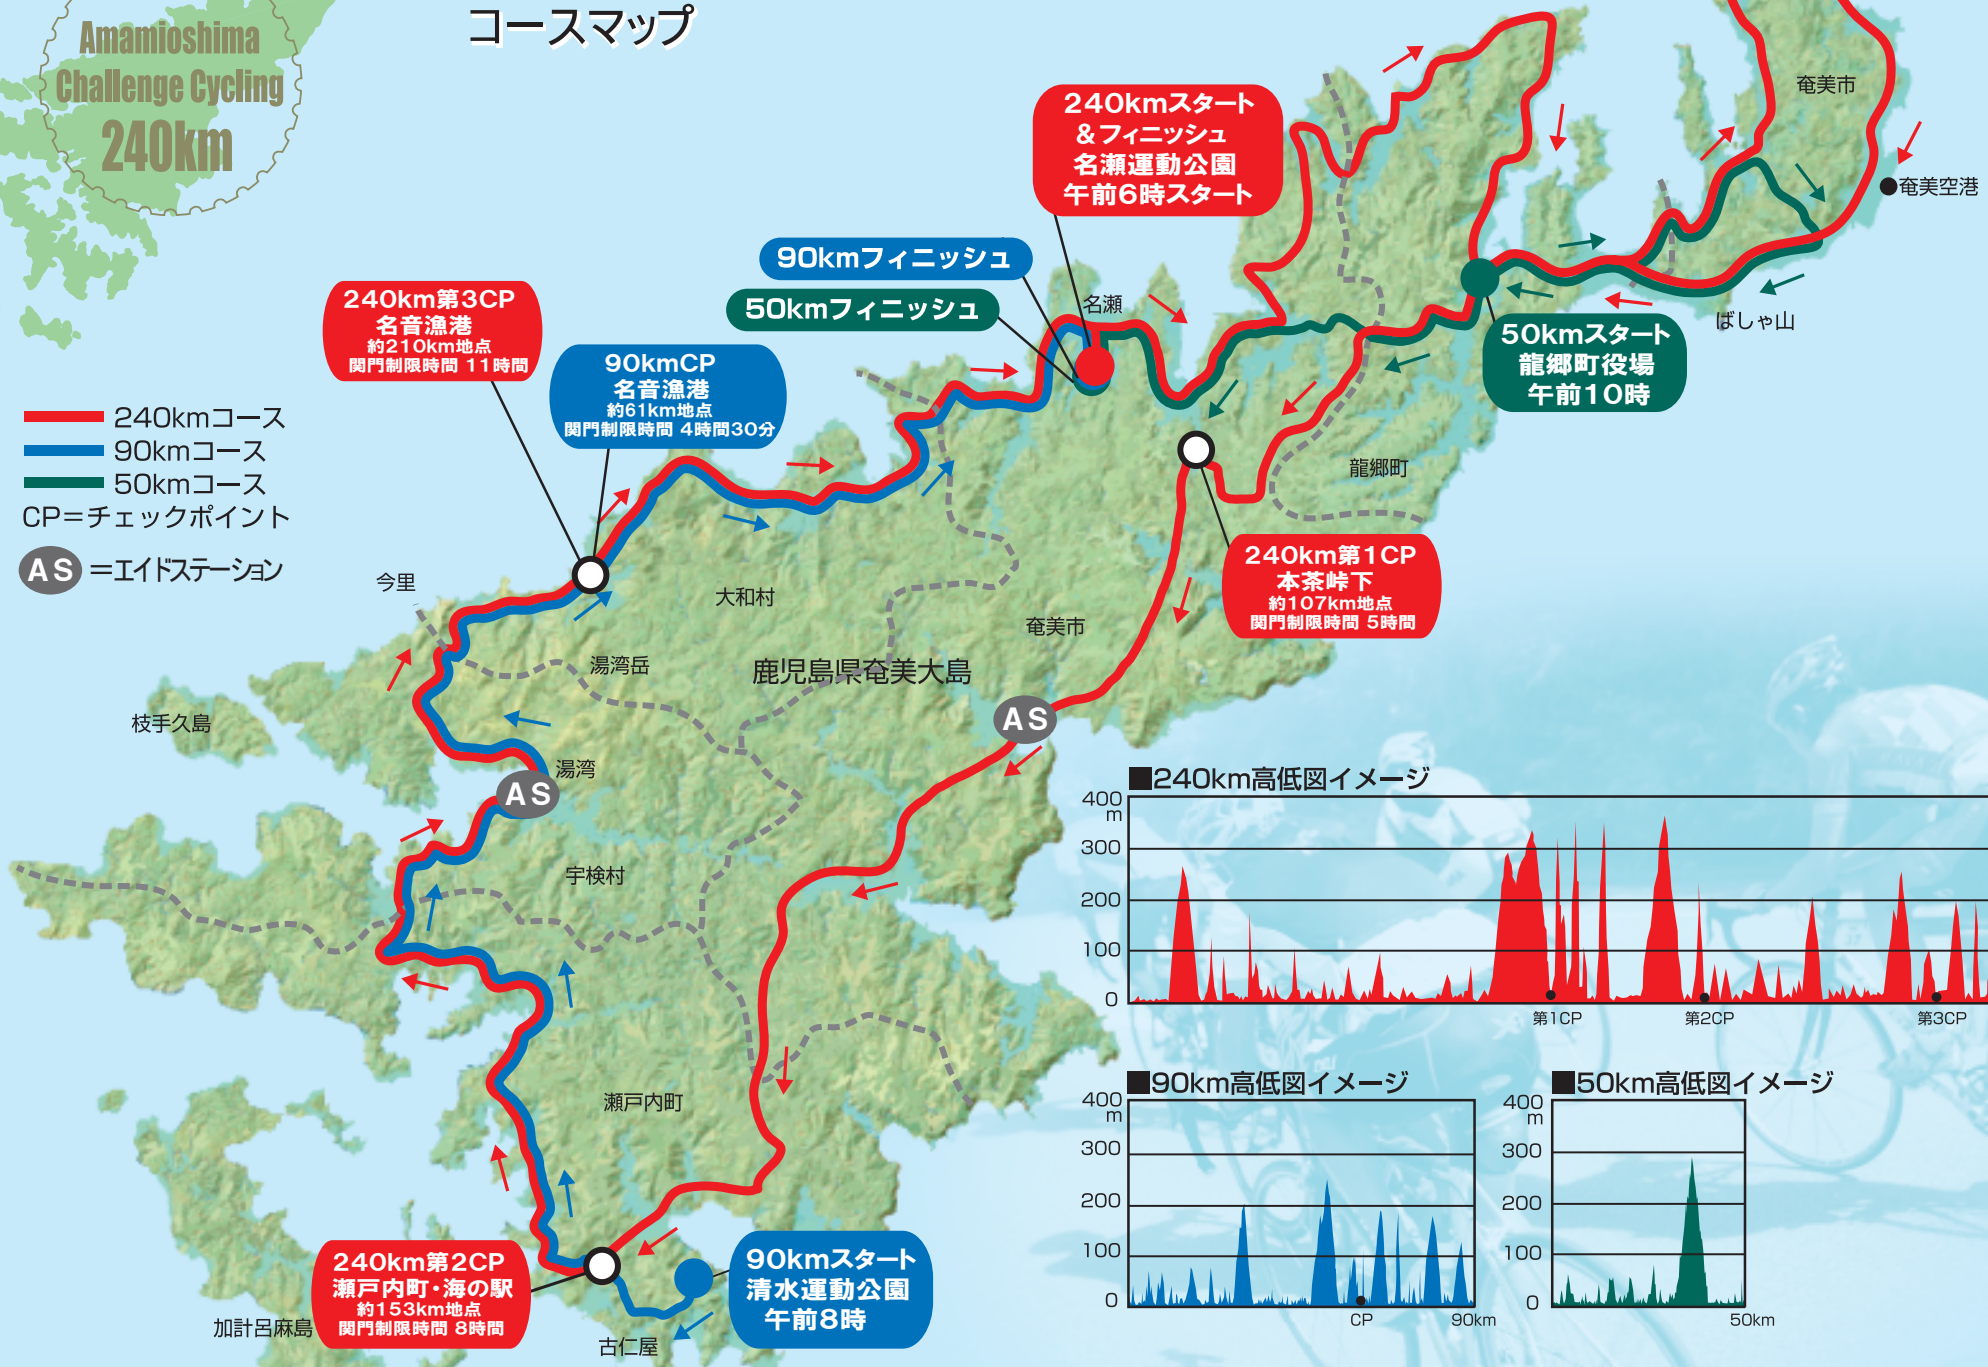 コースマップ
Amamioshima
Challenge Cycling
240km
240kmスタート
&フィニッシュ
名瀬運動公園
午前6時スタート
奄美市
奄美空港
90kmフィニッシュ
50kmフィニッシュ
名瀬
ばしゃ山
240km第3CP
名音漁港
約210km地点
関門制限時間 11時間
90kmCP
名音漁港
約61km地点
関門制限時間 4時間30分
50kmスタート
龍郷町役場
午前10時
240kmコース
90kmコース
50kmコース
CP=チェックポイント
AS =エイドステーション
龍郷町
240km第1CP
本茶峠下
約107km地点
関門制限時間 5時間
今里
大和村
奄美市
湯湾岳
鹿児島県奄美大島
枝手久島
AS
湯湾
AS
宇検村
瀬戸内町
240km第2CP
瀬戸内町・海の駅
約153km地点
関門制限時間 8時間
90kmスタート
清水運動公園
午前8時
加計呂麻島
古仁屋
■240km高低図イメージ
400
m
300
200
100
0
第1CP
第2CP
第3CP
■90km高低図イメージ
400
m
300
200
100
0
CP
90km
■50km高低図イメージ
400
m
300
200
100
0
50km